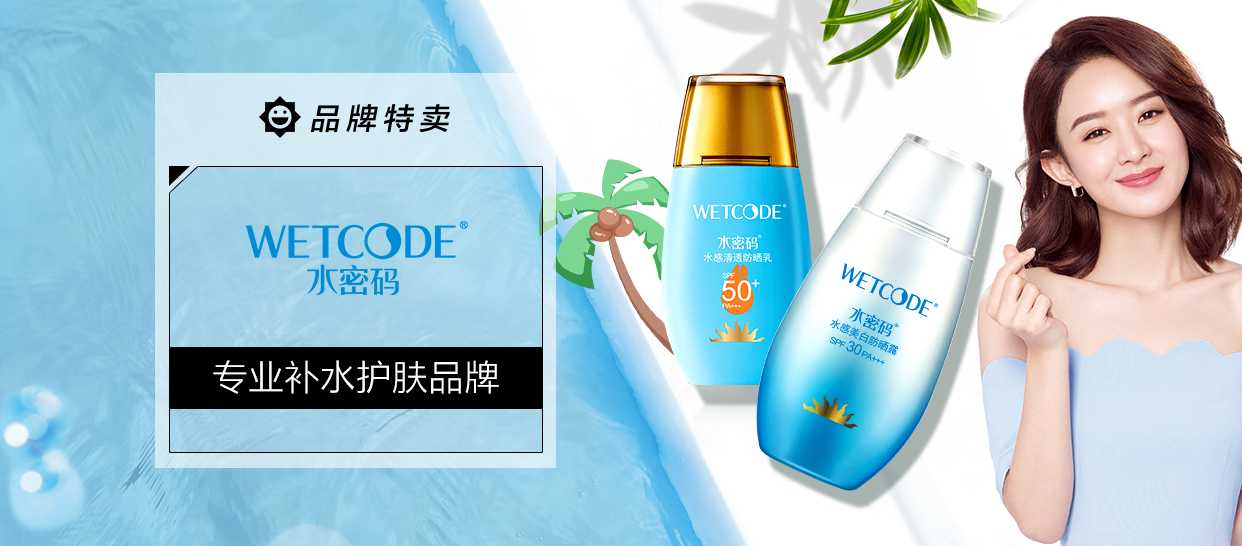 品牌特卖
WETCODE®
水密码
专业补水护肤品牌
WETCODE®
水密码®
水感清透防晒乳
SPF
50+
PA+++
WETCODE®
水密码®
水感美白防晒露
SPF 30 PA+++